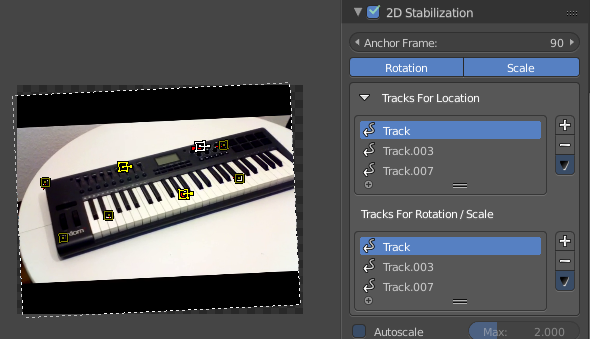 2D Stabilization
Anchor Frame: 90
Rotation Scale
Tracks For Location
Track
Track.003
Track.007
Tracks For Rotation / Scale
Track
Track.003
Track.007
Autoscale Max: 2.000